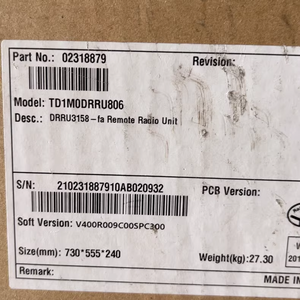 Part No.: 02318879 Revision:
Model: TD1M0DRRU806
Desc.: DRRU3158-fa Remote Radio Unit
S/N: 210231887910AB020932 PCB Version:
Soft Version: V400R009C00SPC300
Size(mm): 730*555*240 Weight(kg): 27.30
Remark: MADE IN